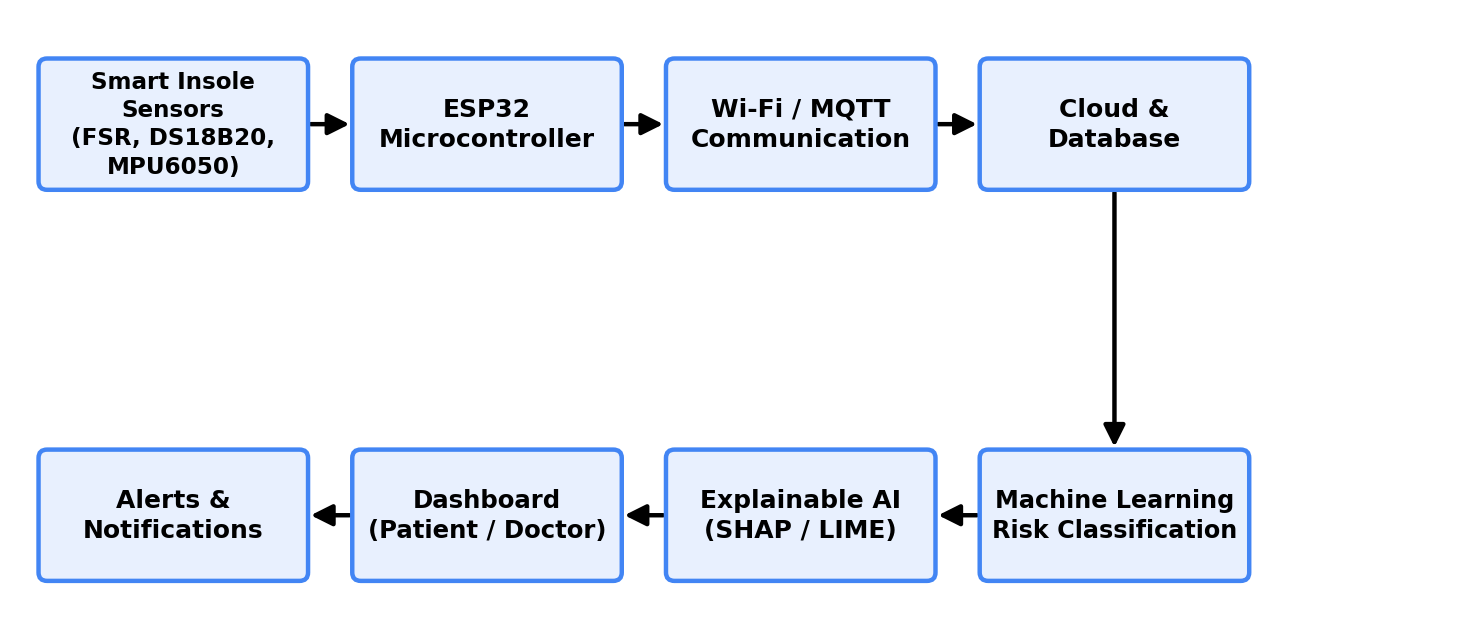 Smart Insole
Sensors
(FSR, DS18B20,
MPU6050)
ESP32
Microcontroller
Wi-Fi / MQTT
Communication
Cloud &
Database
Alerts &
Notifications
Dashboard
(Patient / Doctor)
Explainable AI
(SHAP / LIME)
Machine Learning
Risk Classification